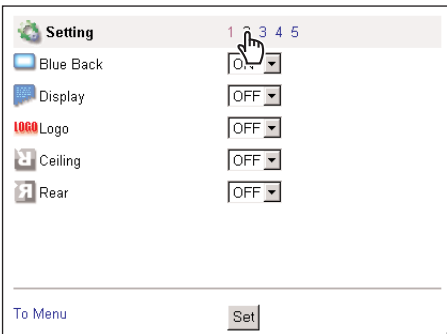 Setting 1 2 3 4 5
Blue Back ON
Display OFF
LOGO Logo OFF
Ceiling OFF
Rear OFF
To Menu Set